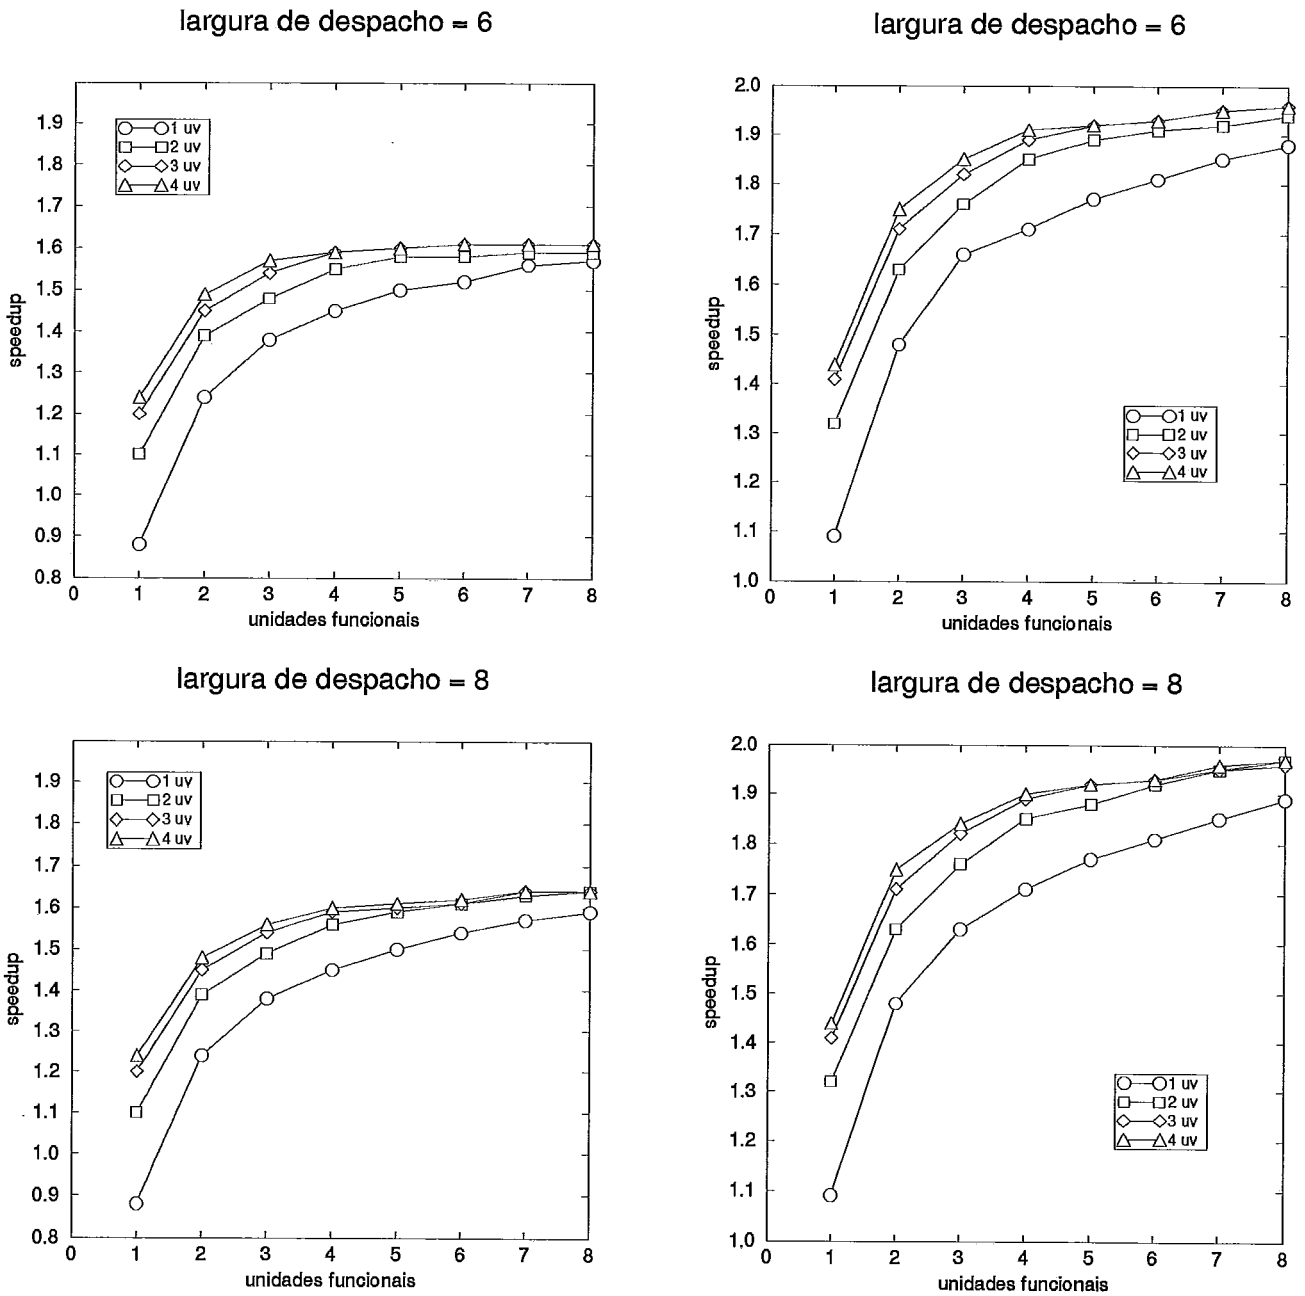 largura de despacho = 6
1.9
1.8
1.7
1.6
1.5
1.4
1.3
1.2
1.1
1.0
0.9
0.8
speedup
1 uv
2 uv
3 uv
4 uv
0 1 2 3 4 5 6 7 8
unidades funcionais
largura de despacho = 6
2.0
1.9
1.8
1.7
1.6
1.5
1.4
1.3
1.2
1.1
1.0
speedup
1 uv
2 uv
3 uv
4 uv
0 1 2 3 4 5 6 7 8
unidades funcionais
largura de despacho = 8
1.9
1.8
1.7
1.6
1.5
1.4
1.3
1.2
1.1
1.0
0.9
0.8
speedup
1 uv
2 uv
3 uv
4 uv
0 1 2 3 4 5 6 7 8
unidades funcionais
largura de despacho = 8
2.0
1.9
1.8
1.7
1.6
1.5
1.4
1.3
1.2
1.1
1.0
speedup
1 uv
2 uv
3 uv
4 uv
0 1 2 3 4 5 6 7 8
unidades funcionais